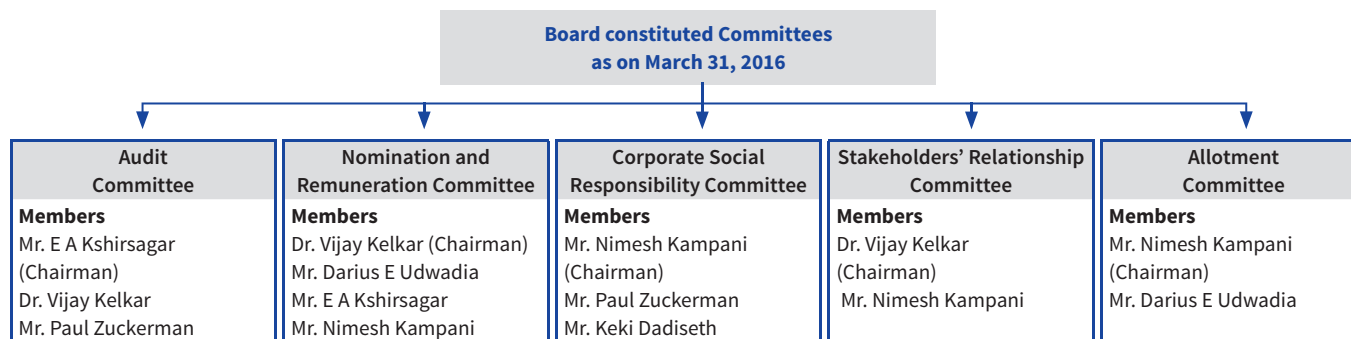 Board constituted Committees
as on March 31, 2016
Audit
Committee
Members
Mr. E A Kshirsagar
(Chairman)
Dr. Vijay Kelkar
Mr. Paul Zuckerman
Nomination and
Remuneration Committee
Members
Dr. Vijay Kelkar (Chairman)
Mr. Darius E Udwadia
Mr. E A Kshirsagar
Mr. Nimesh Kampani
Corporate Social
Responsibility Committee
Members
Mr. Nimesh Kampani
(Chairman)
Mr. Paul Zuckerman
Mr. Keki Dadiseth
Stakeholders’ Relationship
Committee
Members
Dr. Vijay Kelkar
(Chairman)
Mr. Nimesh Kampani
Allotment
Committee
Members
Mr. Nimesh Kampani
(Chairman)
Mr. Darius E Udwadia